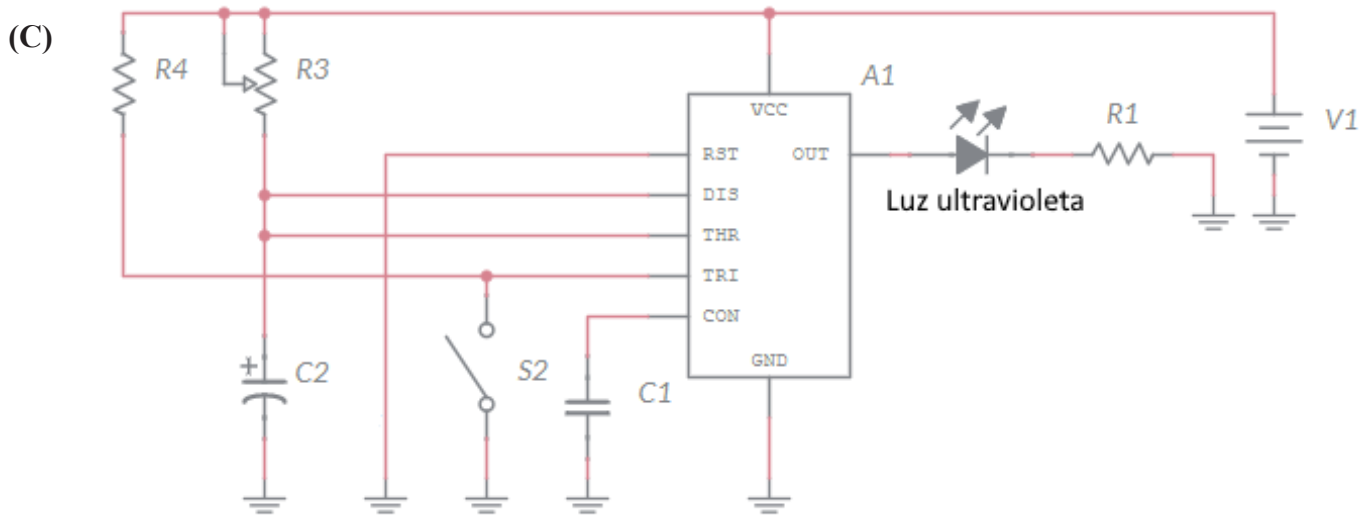 (C)
R4
R3
A1
VCC
RST
OUT
DIS
THR
TRI
CON
GND
R1
V1
Luz ultravioleta
C2
S2
C1
+